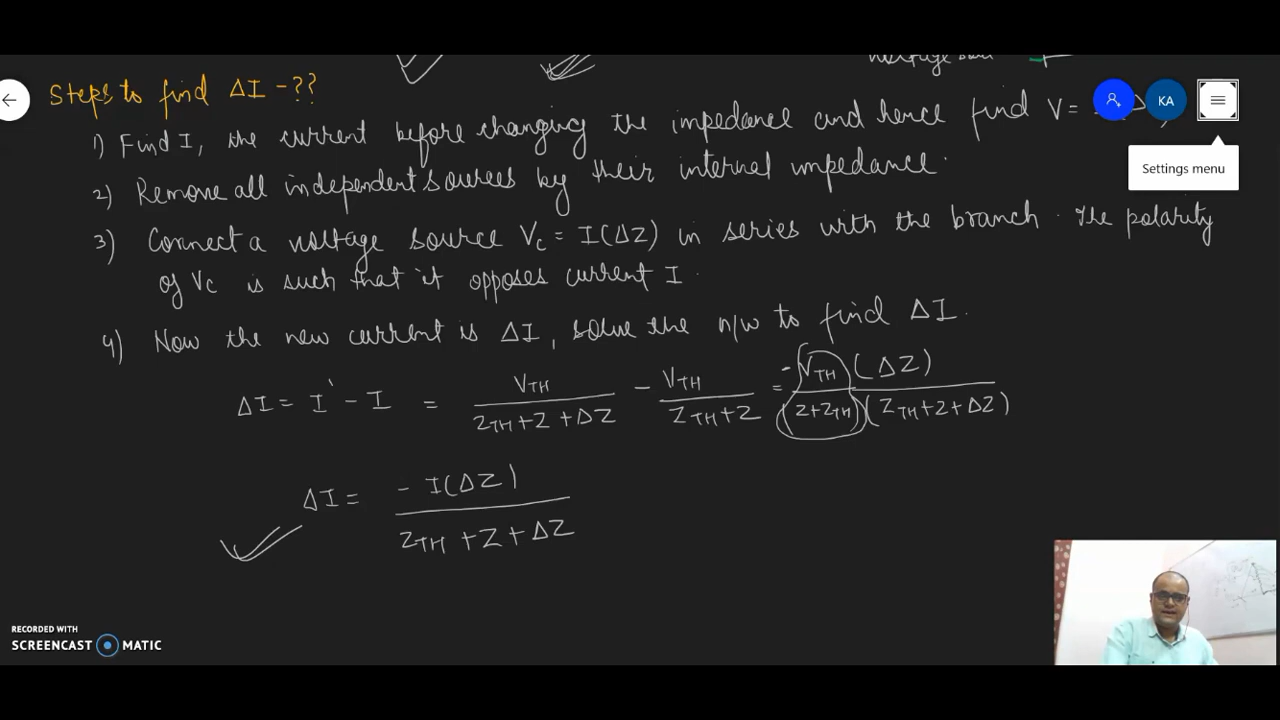 Steps to find ΔI -??
KA
1) Find I, the current before changing the impedance and hence find V =
Settings menu
2) Remove all independent sources by their internal impedance.
3) Connect a voltage source Vc = I(ΔZ) in series with the branch. The polarity
of Vc is such that it opposes current I.
4) Now the new current is ΔI, solve the n/w to find ΔI.
ΔI = I' - I = VTH / (ZTH + Z + ΔZ) - VTH / (ZTH + Z) = -VTH (ΔZ) / (Z+ZTH) (ZTH + Z + ΔZ)
ΔI = - I(ΔZ) / (ZTH + Z + ΔZ)
RECORDED WITH
SCREENCAST MATIC